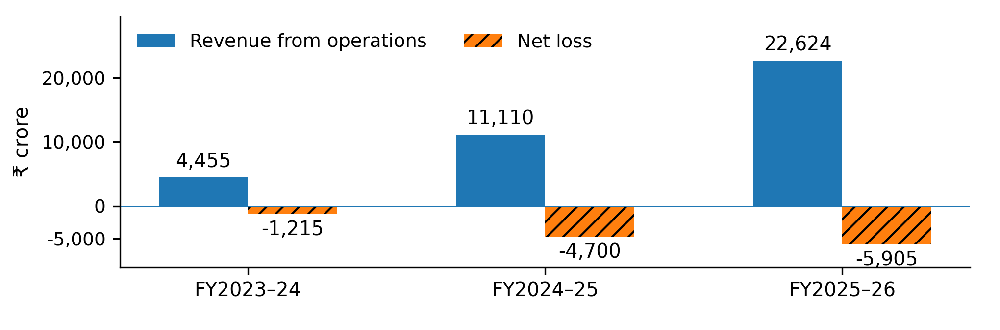 Revenue from operations
Net loss
₹ crore
20,000
10,000
0
-5,000
4,455
-1,215
11,110
-4,700
22,624
-5,905
FY2023–24
FY2024–25
FY2025–26